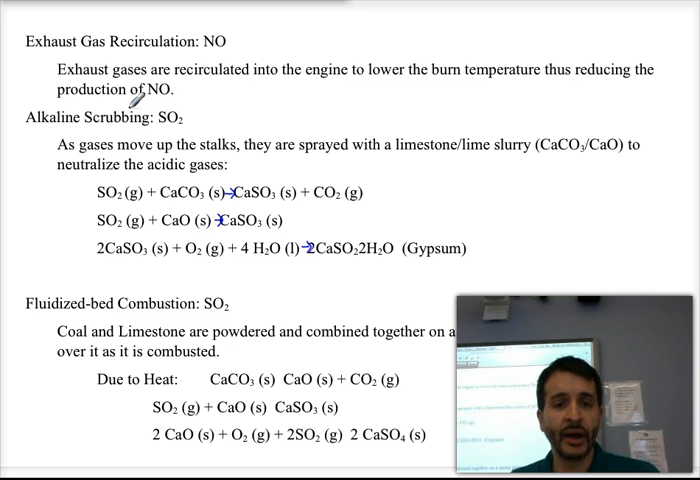 Exhaust Gas Recirculation: NO
Exhaust gases are recirculated into the engine to lower the burn temperature thus reducing the
production of NO.
Alkaline Scrubbing: SO₂
As gases move up the stalks, they are sprayed with a limestone/lime slurry (CaCO₃/CaO) to
neutralize the acidic gases:
SO₂ (g) + CaCO₃ (s)→CaSO₃ (s) + CO₂ (g)
SO₂ (g) + CaO (s)→CaSO₃ (s)
2CaSO₃ (s) + O₂ (g) + 4 H₂O (l)→2CaSO₂2H₂O (Gypsum)
Fluidized-bed Combustion: SO₂
Coal and Limestone are powdered and combined together on a
over it as it is combusted.
Due to Heat: CaCO₃ (s) CaO (s) + CO₂ (g)
SO₂ (g) + CaO (s) CaSO₃ (s)
2 CaO (s) + O₂ (g) + 2SO₂ (g) 2 CaSO₄ (s)